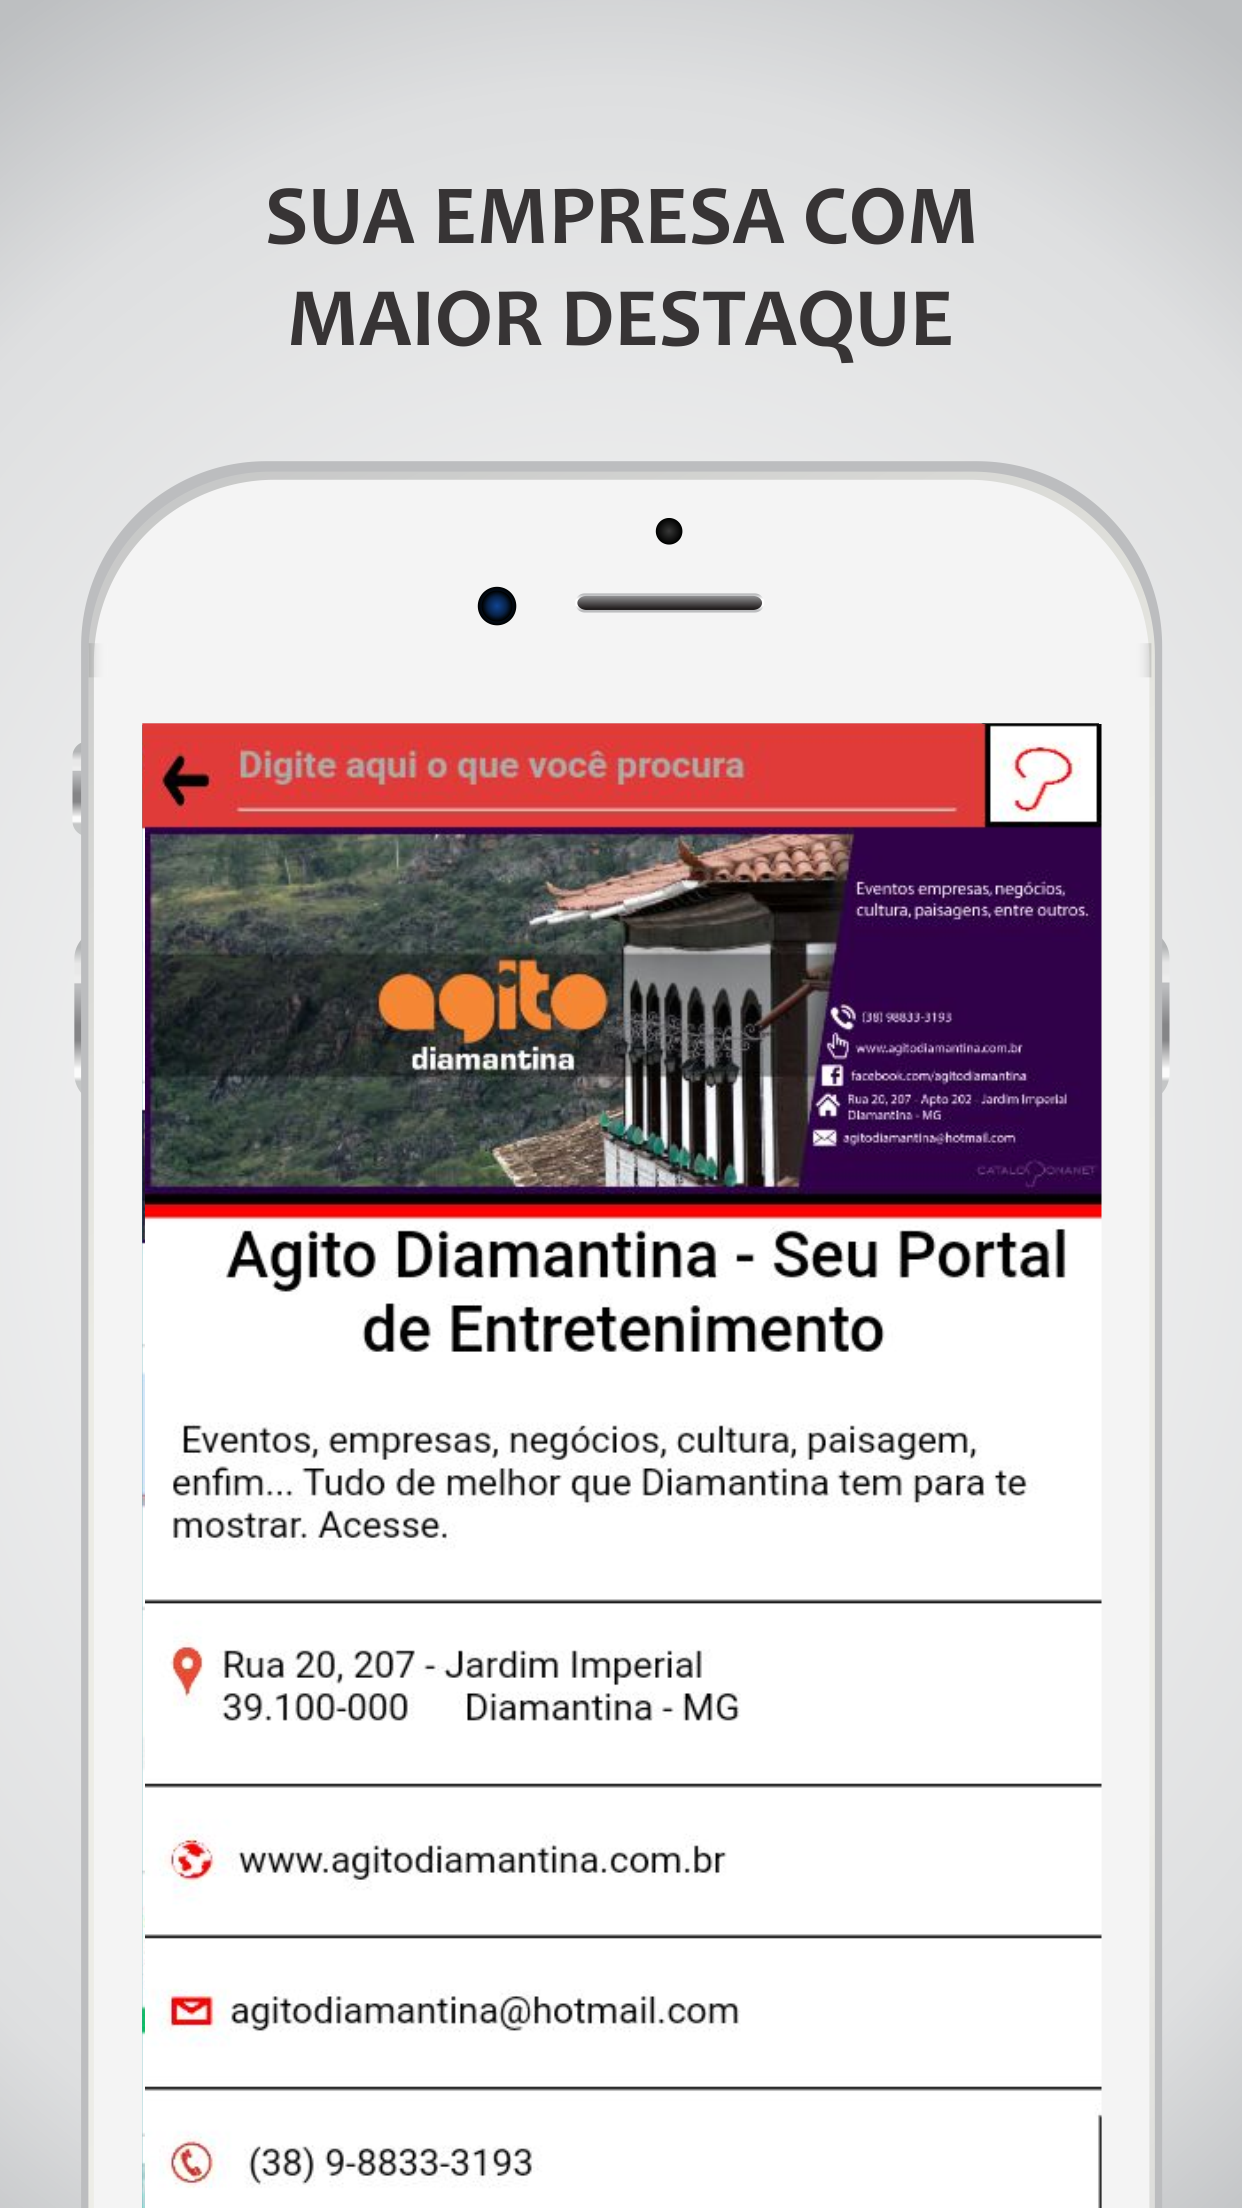 SUA EMPRESA COM
MAIOR DESTAQUE
Digite aqui o que você procura
agito
diamantina
Eventos empresas, negócios,
cultura, paisagens, entre outros.
(38) 98833-3193
www.agitodiamantina.com.br
facebook.com/agitodiamantina
Rua 20, 207 - Apto 202 - Jardim Imperial
Diamantina - MG
agitodiamantina@hotmail.com
Agito Diamantina - Seu Portal
de Entretenimento
Eventos, empresas, negócios, cultura, paisagem,
enfim... Tudo de melhor que Diamantina tem para te
mostrar. Acesse.
Rua 20, 207 - Jardim Imperial
39.100-000 Diamantina - MG
www.agitodiamantina.com.br
agitodiamantina@hotmail.com
(38) 9-8833-3193